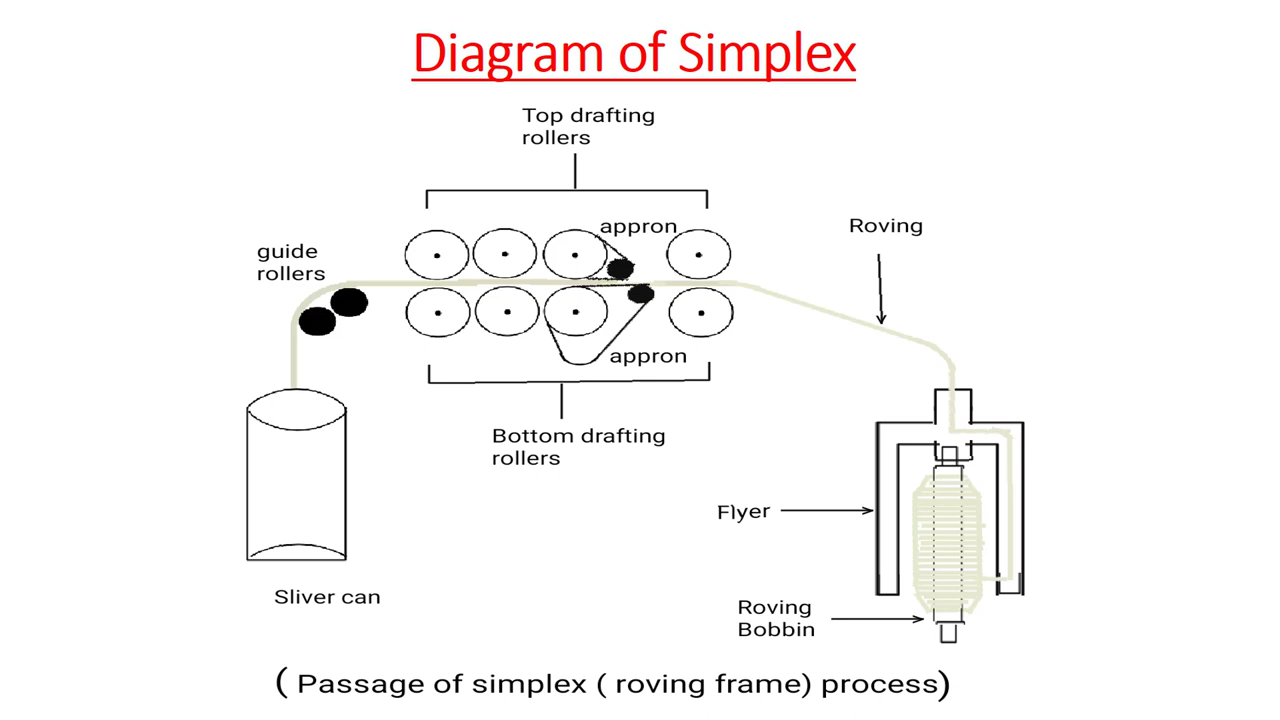 Diagram of Simplex
Top drafting
rollers
appron
Roving
guide
rollers
appron
Bottom drafting
rollers
Flyer
Sliver can
Roving
Bobbin
( Passage of simplex ( roving frame) process)